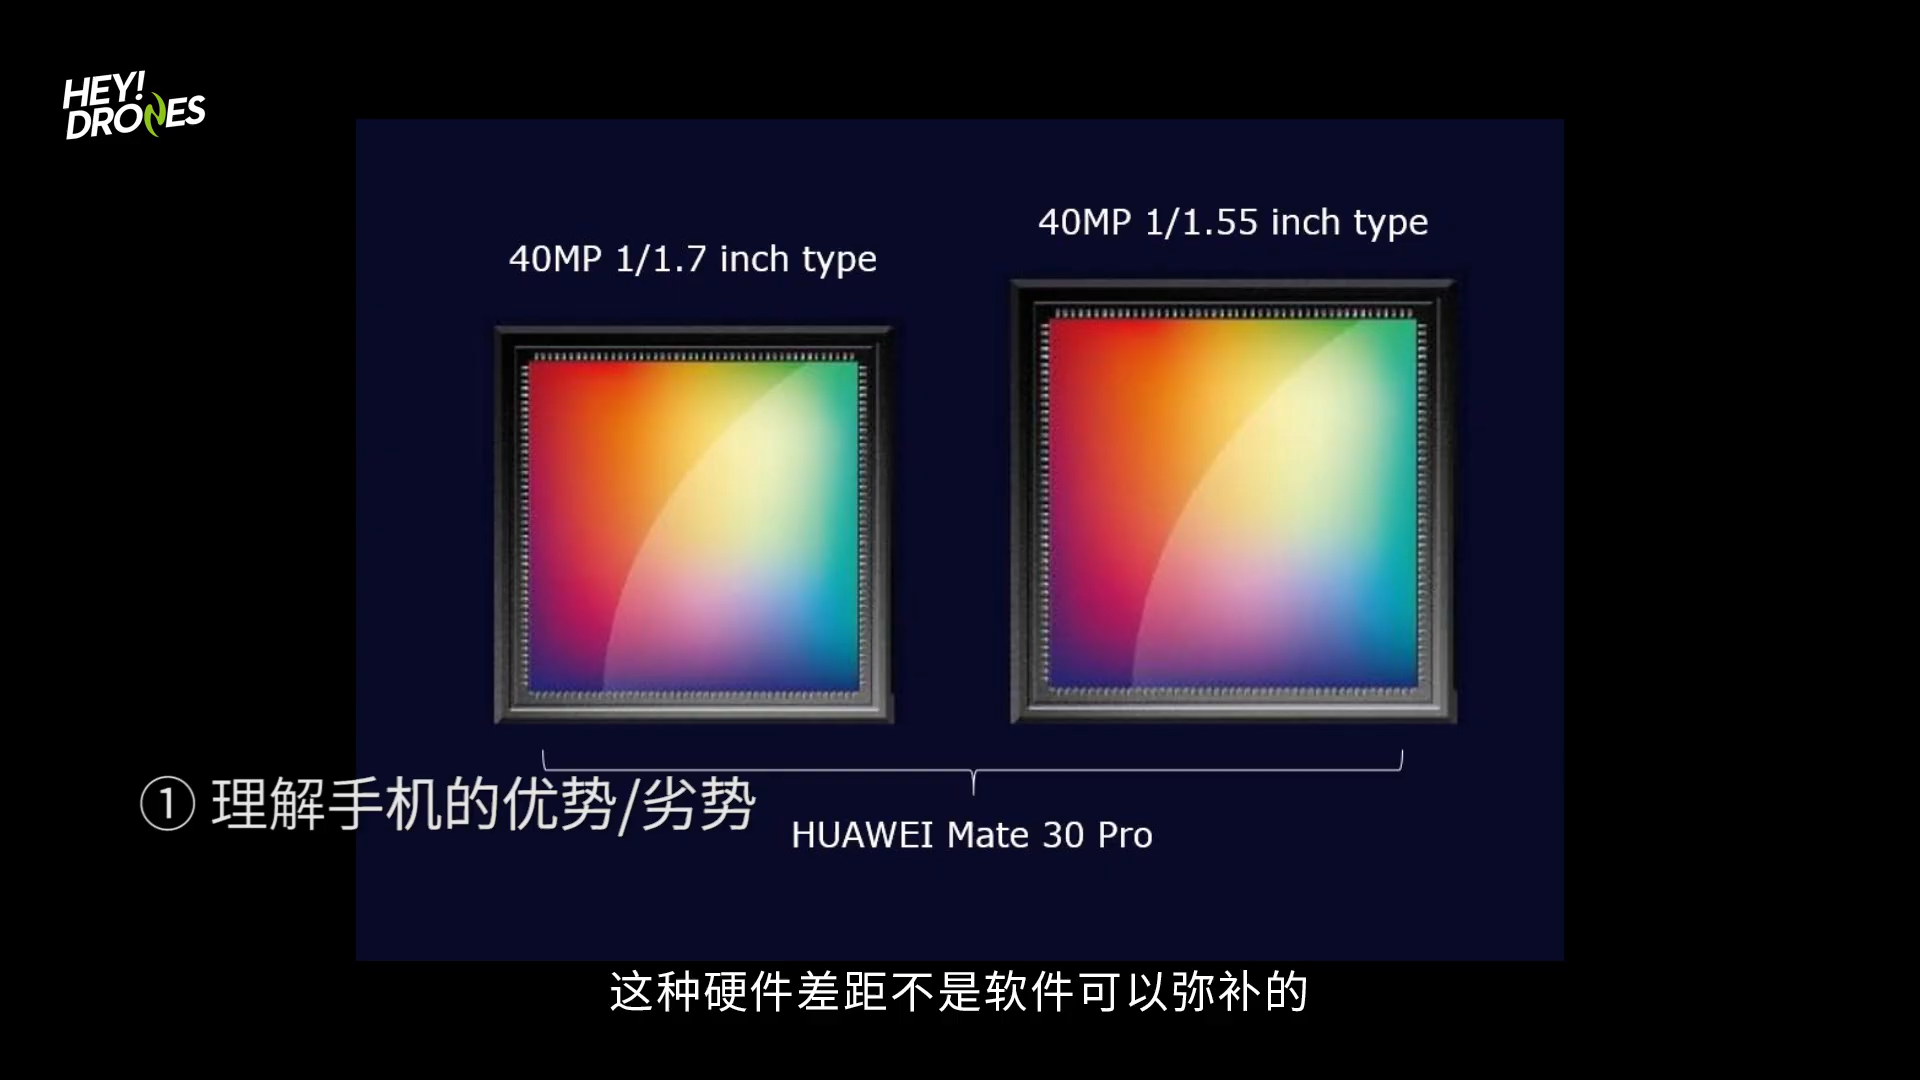 HEY!
DRONES
40MP 1/1.7 inch type
40MP 1/1.55 inch type
① 理解手机的优势/劣势
HUAWEI Mate 30 Pro
这种硬件差距不是软件可以弥补的